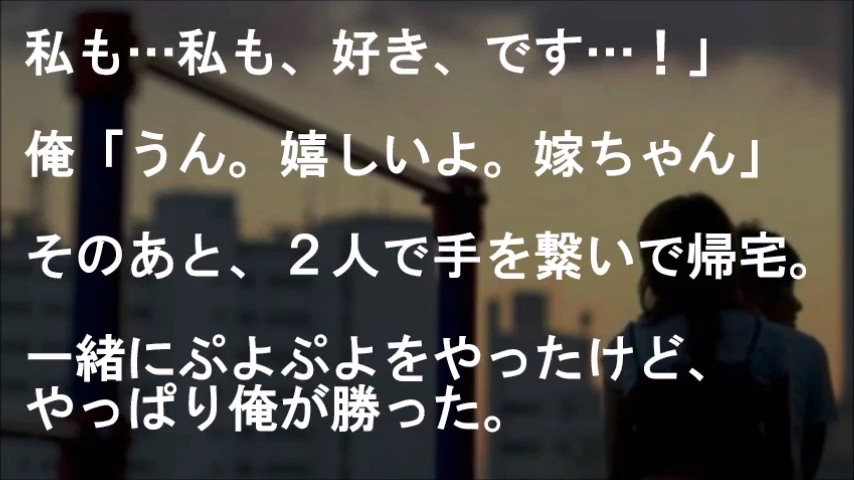 私も…私も、好き、です…！」
俺「うん。嬉しいよ。嫁ちゃん」
そのあと、２人で手を繋いで帰宅。
一緒にぷよぷよをやったけど、
やっぱり俺が勝った。